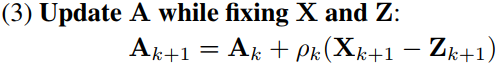 (3) Update A while fixing X and Z:
A_{k+1} = A_k + ρ_k(X_{k+1} − Z_{k+1})